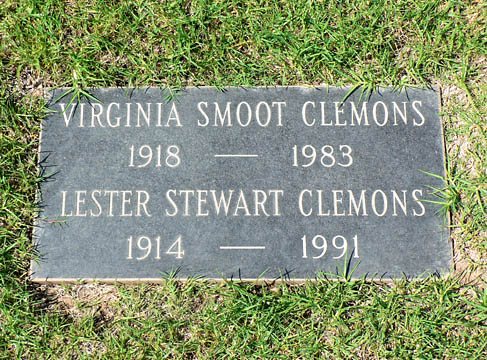 VIRGINIA SMOOT CLEMONS
1918 — 1983
LESTER STEWART CLEMONS
1914 — 1991